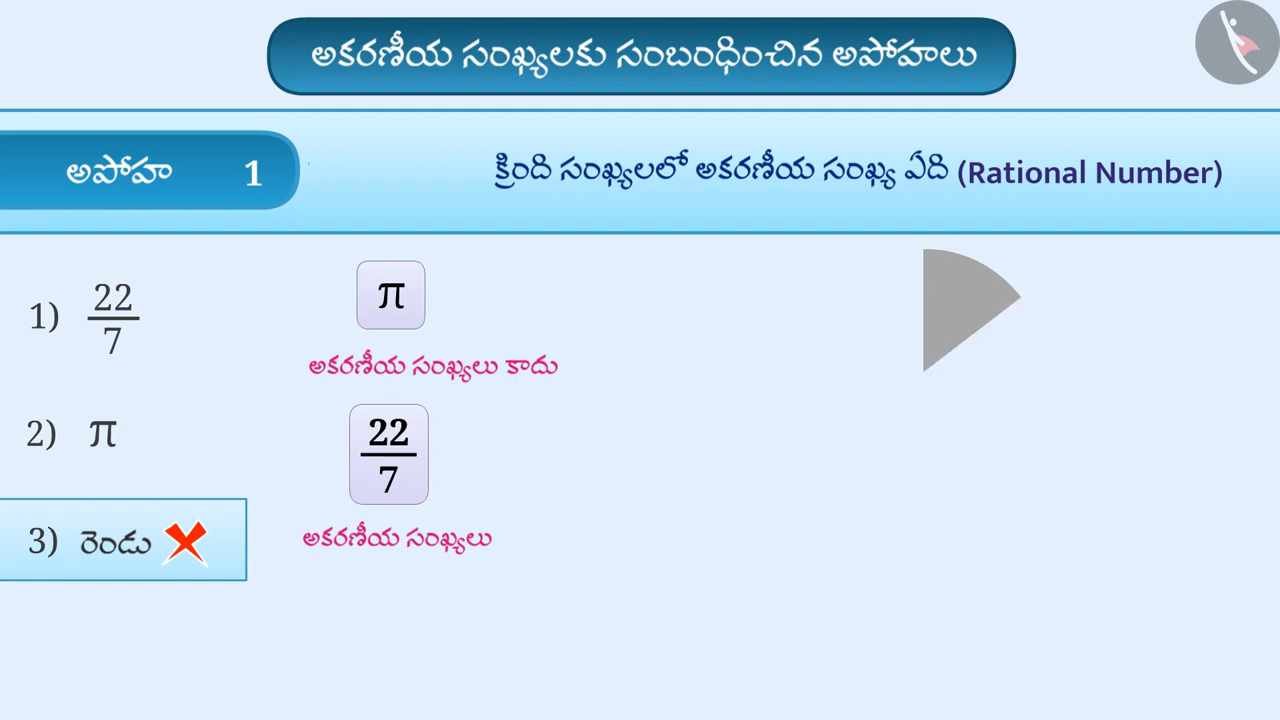 అకరణీయ సంఖ్యలకు సంబంధించిన అపోహలు
అపోహ 1
క్రింది సంఖ్యలలో అకరణీయ సంఖ్య ఏది (Rational Number)
1) 22/7
π
అకరణీయ సంఖ్యలు కాదు
2) π
22/7
అకరణీయ సంఖ్యలు
3) రెండు